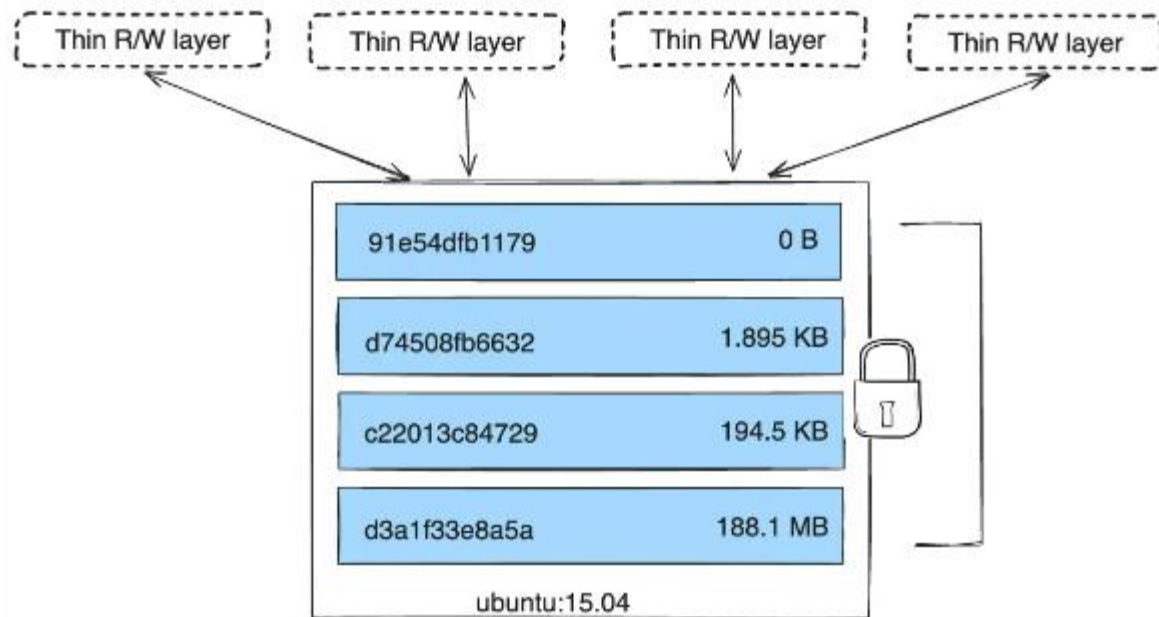 Thin R/W layer
Thin R/W layer
Thin R/W layer
Thin R/W layer
91e54dfb1179 0 B
d74508fb6632 1.895 KB
c22013c84729 194.5 KB
d3a1f33e8a5a 188.1 MB
ubuntu:15.04